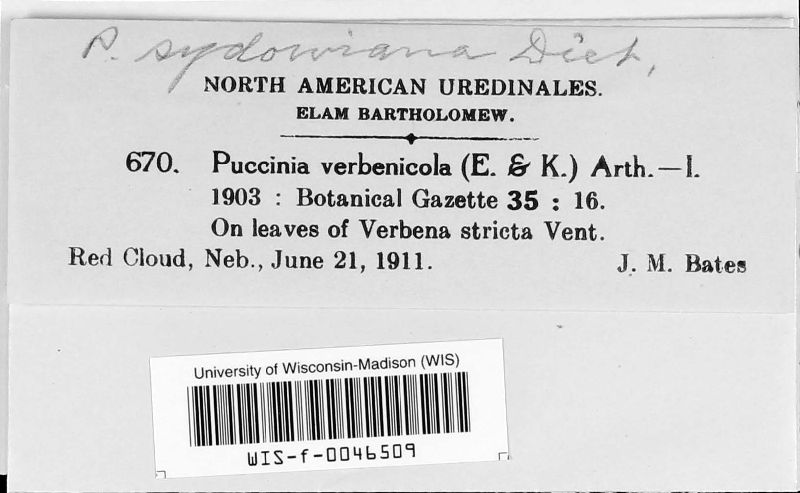 P. sydowiana Diet,
NORTH AMERICAN UREDINALES.
ELAM BARTHOLOMEW.
670. Puccinia verbenicola (E. & K.) Arth.—I.
1903 : Botanical Gazette 35 : 16.
On leaves of Verbena stricta Vent.
Red Cloud, Neb., June 21, 1911. J. M. Bates
University of Wisconsin-Madison (WIS)
WIS-f-0046509